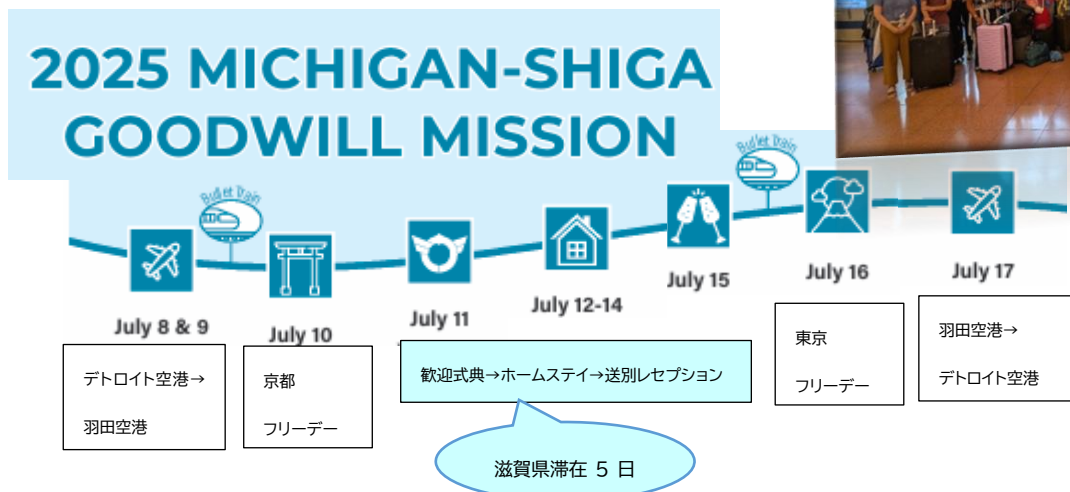 2025 MICHIGAN-SHIGA
GOODWILL MISSION
Bullet Train
Bullet Train
July 8 & 9
July 10
July 11
July 12-14
July 15
July 16
July 17
デトロイト空港→
羽田空港
京都
フリーデー
歓迎式典→ホームステイ→送別レセプション
東京
フリーデー
羽田空港→
デトロイト空港
滋賀県滞在 5 日